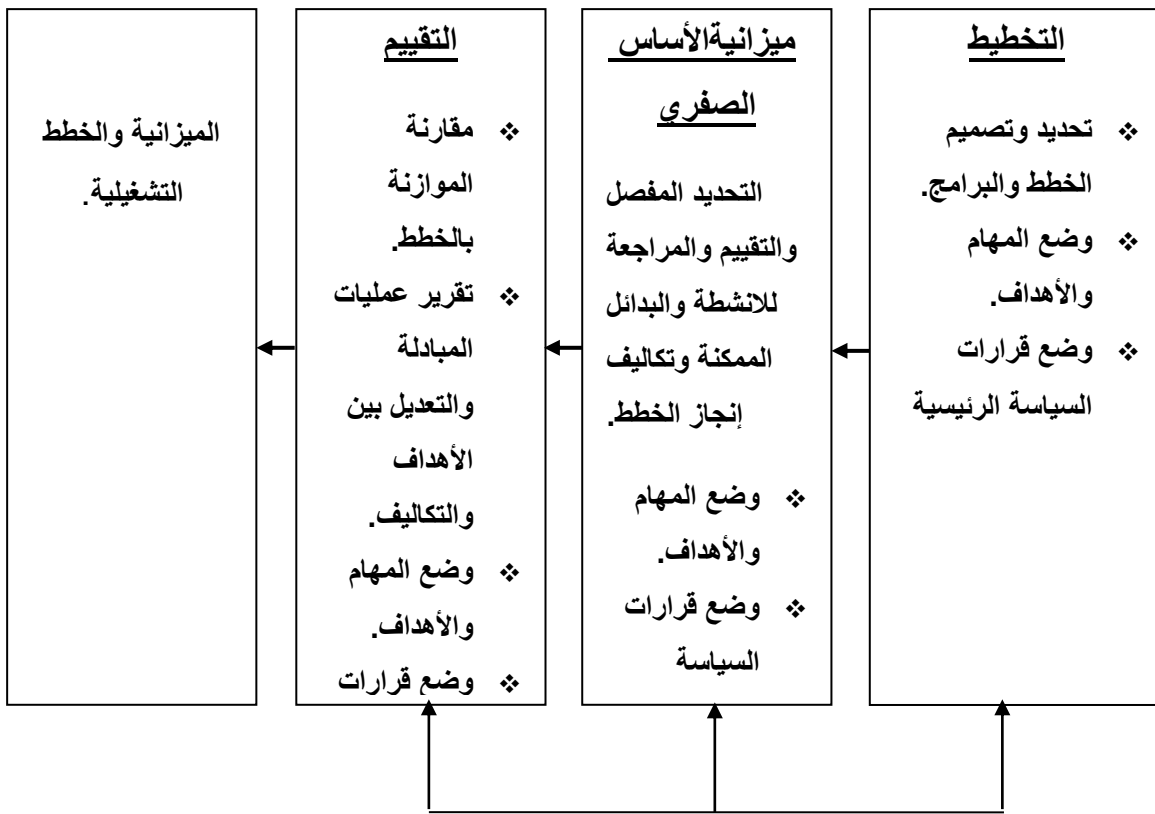 التخطيط
❖ تحديد وتصميم
الخطط والبرامج.
❖ وضع المهام
والأهداف.
❖ وضع قرارات
السياسة الرئيسية
ميزانيةالأساس
الصفري
التحديد المفصل
والتقييم والمراجعة
للانشطة والبدائل
الممكنة وتكاليف
إنجاز الخطط.
❖ وضع المهام
والأهداف.
❖ وضع قرارات
السياسة
التقييم
❖ مقارنة
الموازنة
بالخطط.
❖ تقرير عمليات
المبادلة
والتعديل بين
الأهداف
والتكاليف.
❖ وضع المهام
والأهداف.
❖ وضع قرارات
الميزانية والخطط
التشغيلية.